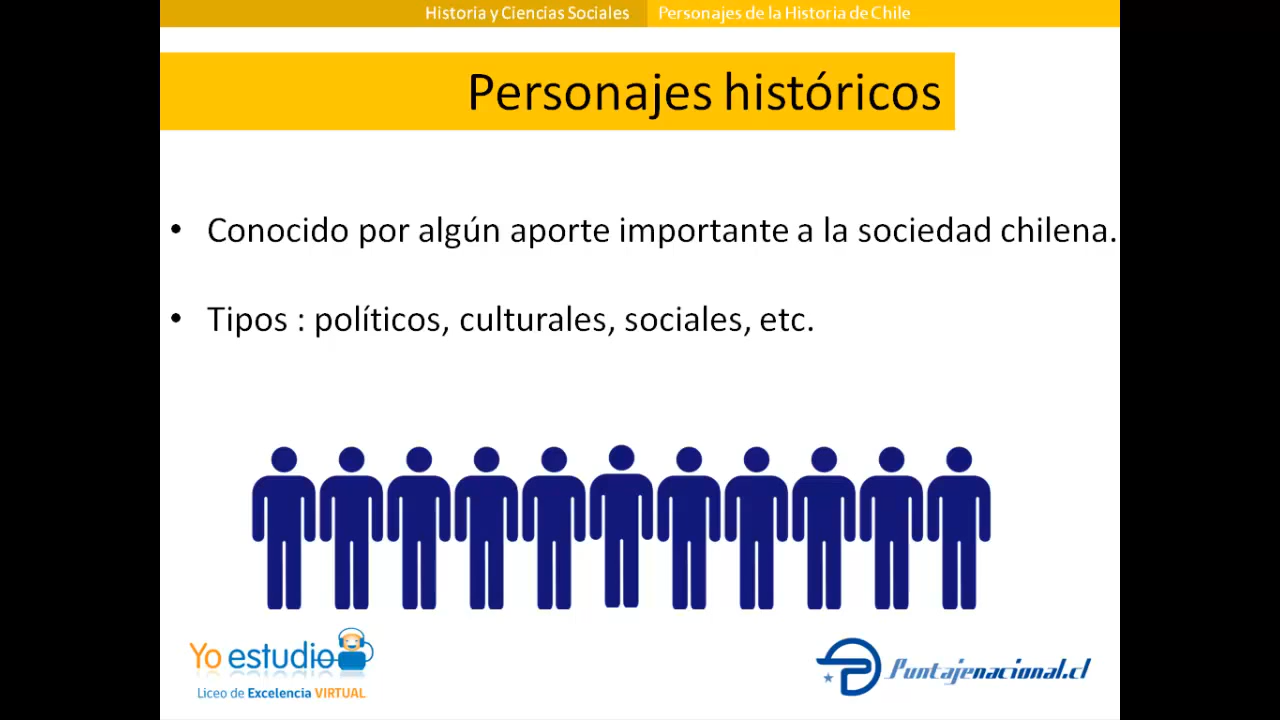 Historia y Ciencias Sociales Personajes de la Historia de Chile
Personajes históricos
• Conocido por algún aporte importante a la sociedad chilena.
• Tipos : políticos, culturales, sociales, etc.
Yo estudio
Liceo de Excelencia VIRTUAL
Puntajenacional.cl